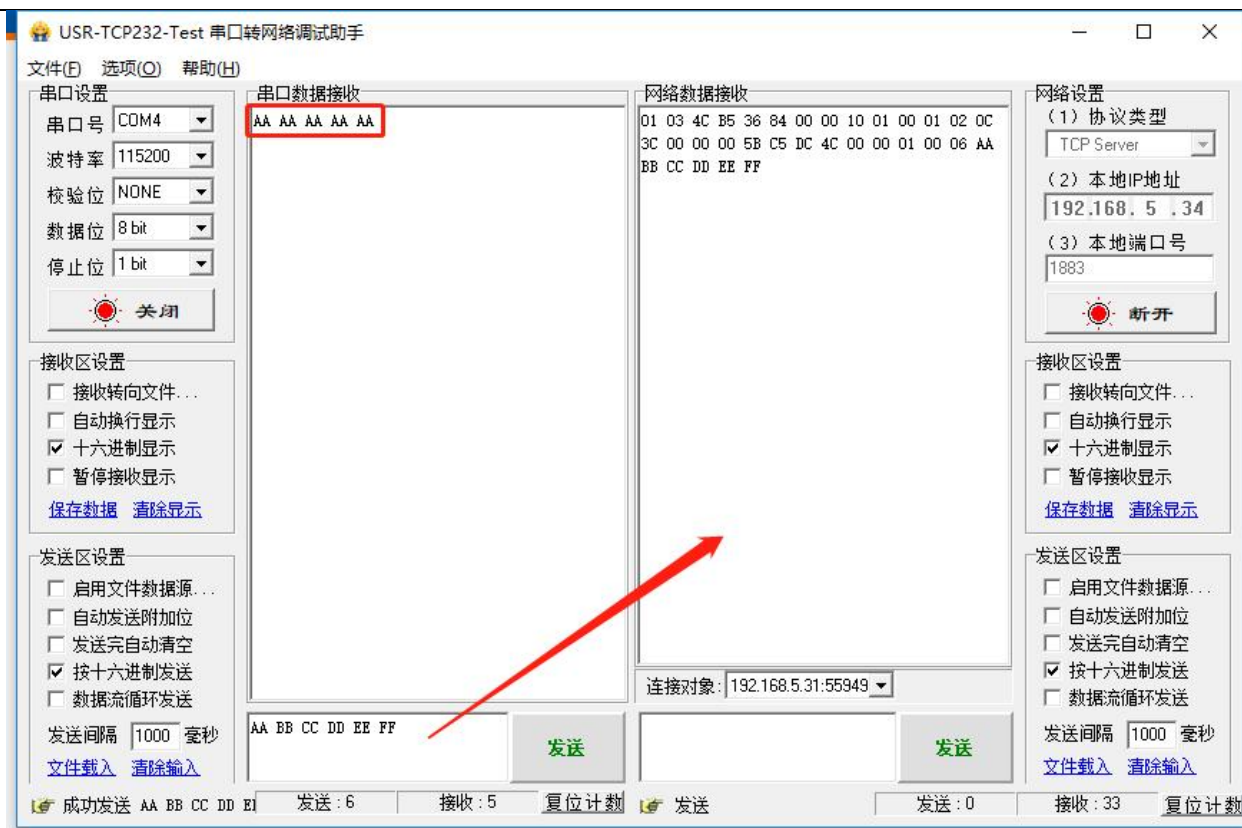 USR-TCP232-Test 串口转网络调试助手
文件(F) 选项(O) 帮助(H)
串口设置
串口号 COM4
波特率 115200
校验位 NONE
数据位 8 bit
停止位 1 bit
关闭
接收区设置
接收转向文件...
自动换行显示
十六进制显示
暂停接收显示
保存数据 清除显示
发送区设置
启用文件数据源...
自动发送附加位
发送完自动清空
按十六进制发送
数据流循环发送
发送间隔 1000 毫秒
文件载入 清除输入
串口数据接收
AA AA AA AA AA
AA BB CC DD EE FF
发送
网络数据接收
01 03 4C B5 36 84 00 00 10 01 00 01 02 0C
3C 00 00 00 5B C5 DC 4C 00 00 01 00 06 AA
BB CC DD EE FF
连接对象: 192.168.5.31:55949
发送
网络设置
(1) 协议类型
TCP Server
(2) 本地IP地址
192.168. 5 .34
(3) 本地端口号
1883
断开
接收区设置
接收转向文件...
自动换行显示
十六进制显示
暂停接收显示
保存数据 清除显示
发送区设置
启用文件数据源...
自动发送附加位
发送完自动清空
按十六进制发送
数据流循环发送
发送间隔 1000 毫秒
文件载入 清除输入
成功发送 AA BB CC DD 发送:6 接收:5 复位计数 发送 发送:0 接收:33 复位计数